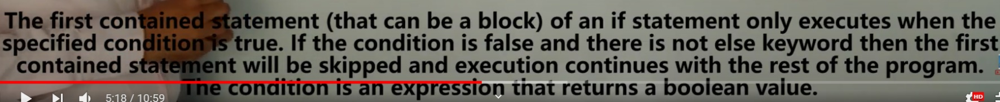 The first contained statement (that can be a block) of an if statement only executes when the
specified condition is true. If the condition is false and there is not else keyword then the first
contained statement will be skipped and execution continues with the rest of the program.
The condition is an expression that returns a boolean value.
5:18 / 10:59
HD